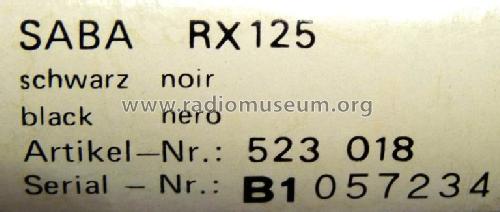 SABA RX125
schwarz noir
www.radiomuseum.org
black nero
Artikel-Nr.: 523 018
Serial - Nr.: B1 057234